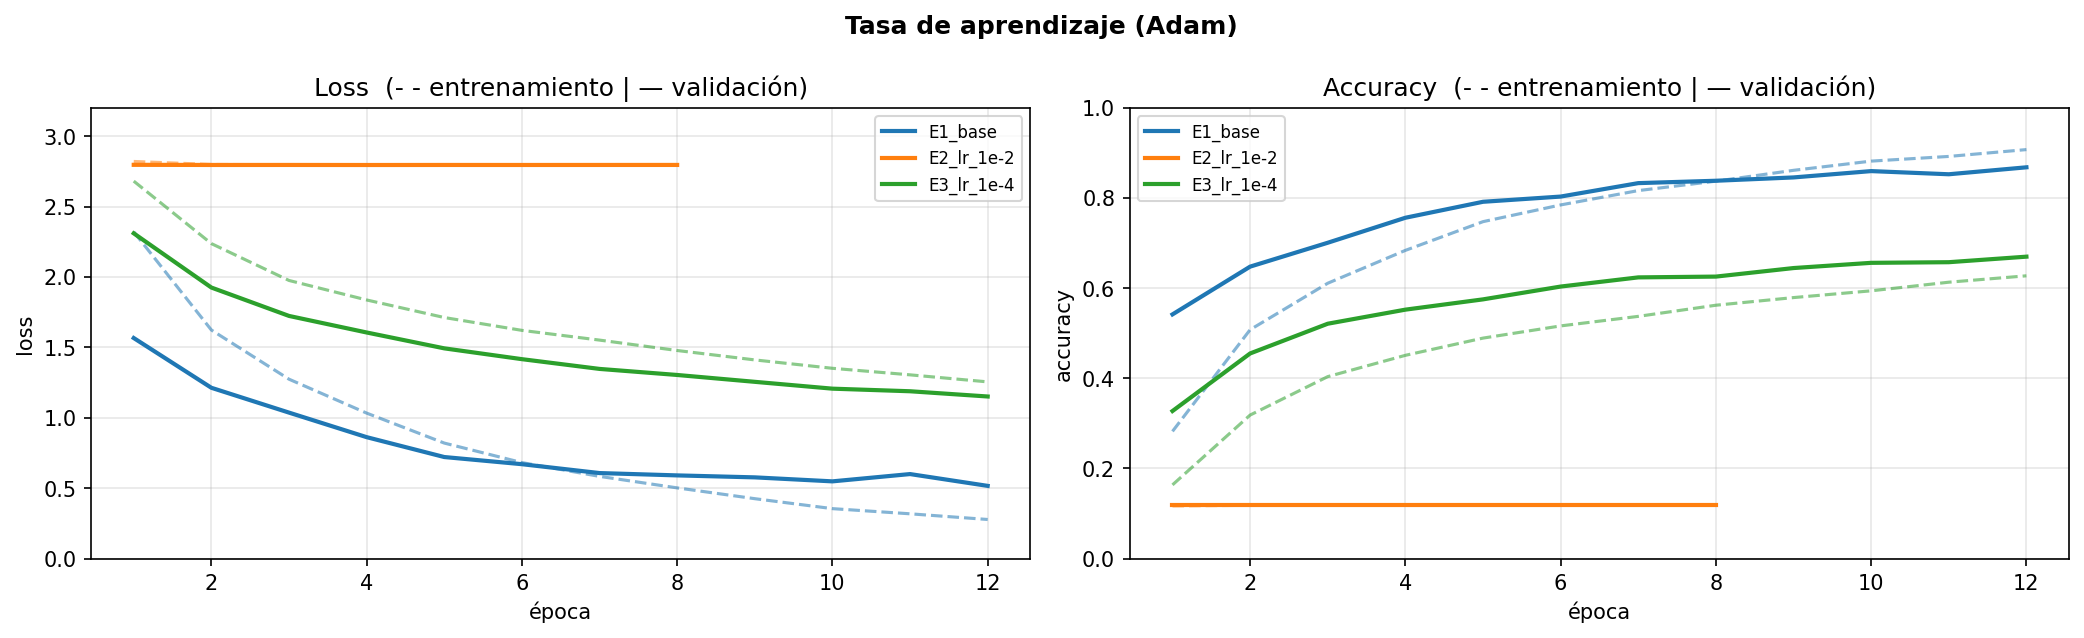 Tasa de aprendizaje (Adam)
Loss  (- - entrenamiento | — validación)
3.0
2.5
2.0
1.5
1.0
0.5
0.0
loss
2
4
6
8
10
12
época
E1_base
E2_lr_1e-2
E3_lr_1e-4
Accuracy  (- - entrenamiento | — validación)
1.0
0.8
0.6
0.4
0.2
0.0
accuracy
2
4
6
8
10
12
época
E1_base
E2_lr_1e-2
E3_lr_1e-4